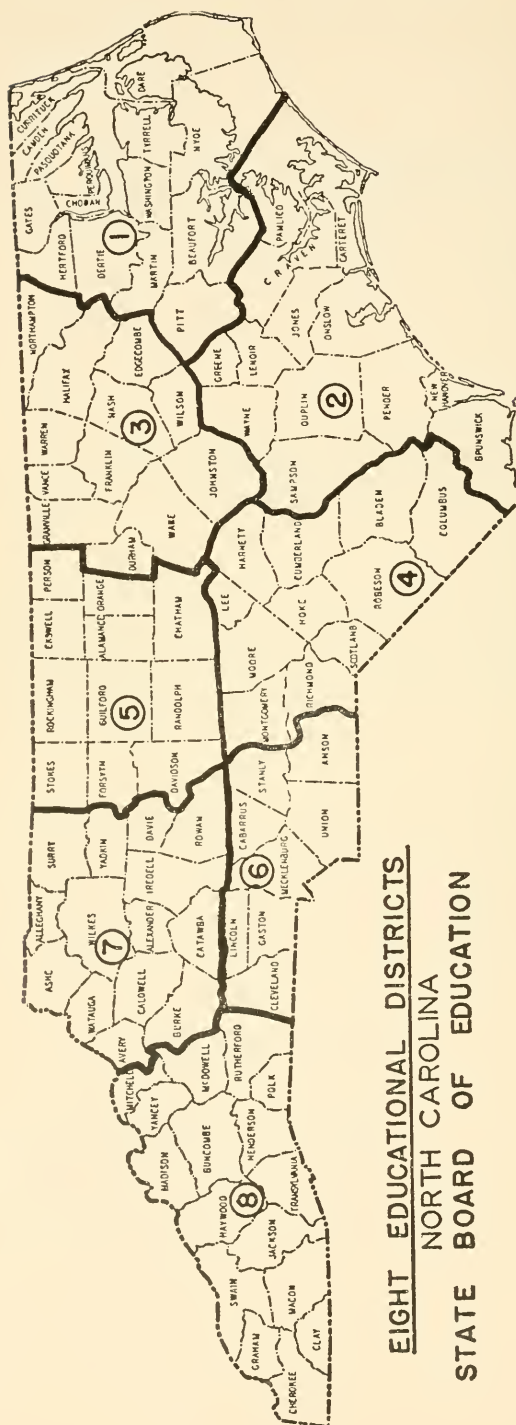 EIGHT EDUCATIONAL DISTRICTS
NORTH CAROLINA
STATE BOARD OF EDUCATION
CURRITUCK
CAMDEN
PASQUOTANK
PERQUIMANS
GATES
CHOWAN
HERTFORD
BERTIE
1
DARE
TYRRELL
WASHINGTON
HYDE
MARTIN
BEAUFORT
PITT
NORTHAMPTON
HALIFAX
EDGECOMBE
WARREN
NASH
3
WILSON
VANCE
FRANKLIN
GRANVILLE
WAKE
JOHNSTON
DURHAM
PAMLICO
CRAVEN
CARTERET
JONES
ONSLOW
GREENE
LENOIR
WAYNE
DUPLIN
2
PENDER
NEW HANOVER
SAMPSON
BRUNSWICK
HARNETT
CUMBERLAND
BLADEN
COLUMBUS
LEE
HOKE
ROBESON
4
MOORE
SCOTLAND
MONTGOMERY
RICHMOND
PERSON
CASWELL
ORANGE
ALAMANCE
CHATHAM
ROCKINGHAM
GUILFORD
5
RANDOLPH
STOKES
FORSYTH
DAVIDSON
STANLY
ANSON
CABARRUS
UNION
6
MECKLENBURG
LINCOLN
GASTON
CLEVELAND
SURRY
YADKIN
DAVIE
ROWAN
IREDELL
ALLEGHANY
WILKES
7
ALEXANDER
CATAWBA
ASHE
WATAUGA
CALDWELL
BURKE
AVERY
MITCHELL
YANCEY
MCDOWELL
RUTHERFORD
POLK
MADISON
BUNCOMBE
HENDERSON
HAYWOOD
8
TRANSYLVANIA
JACKSON
SWAIN
MACON
GRAHAM
CLAY
CHEROKEE